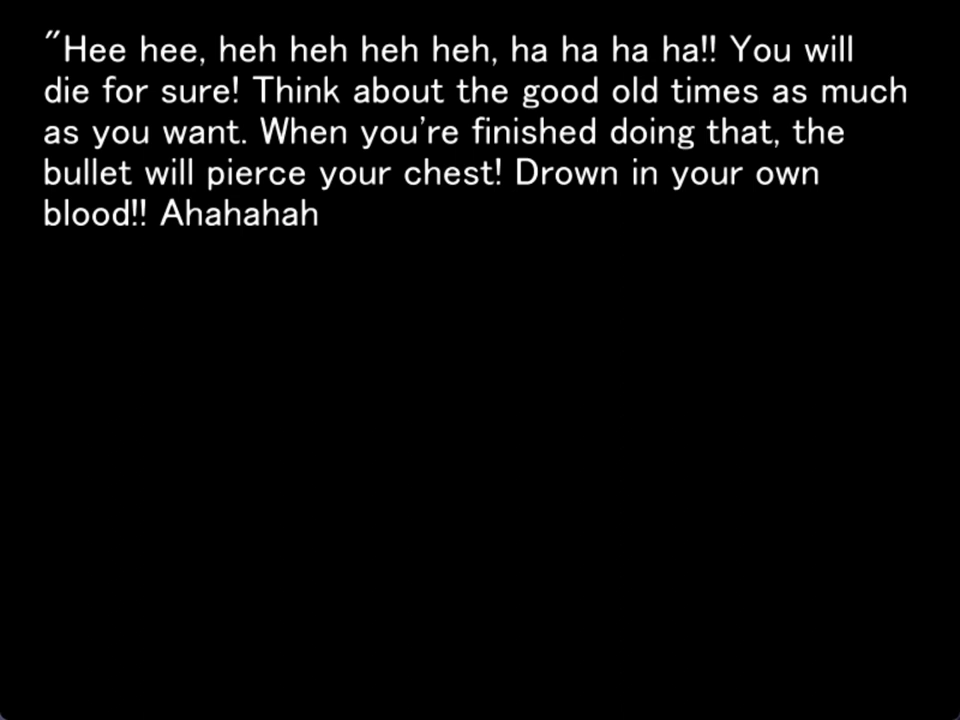 "Hee hee, heh heh heh heh, ha ha ha ha!! You will
die for sure! Think about the good old times as much
as you want. When you're finished doing that, the
bullet will pierce your chest! Drown in your own
blood!! Ahahahah